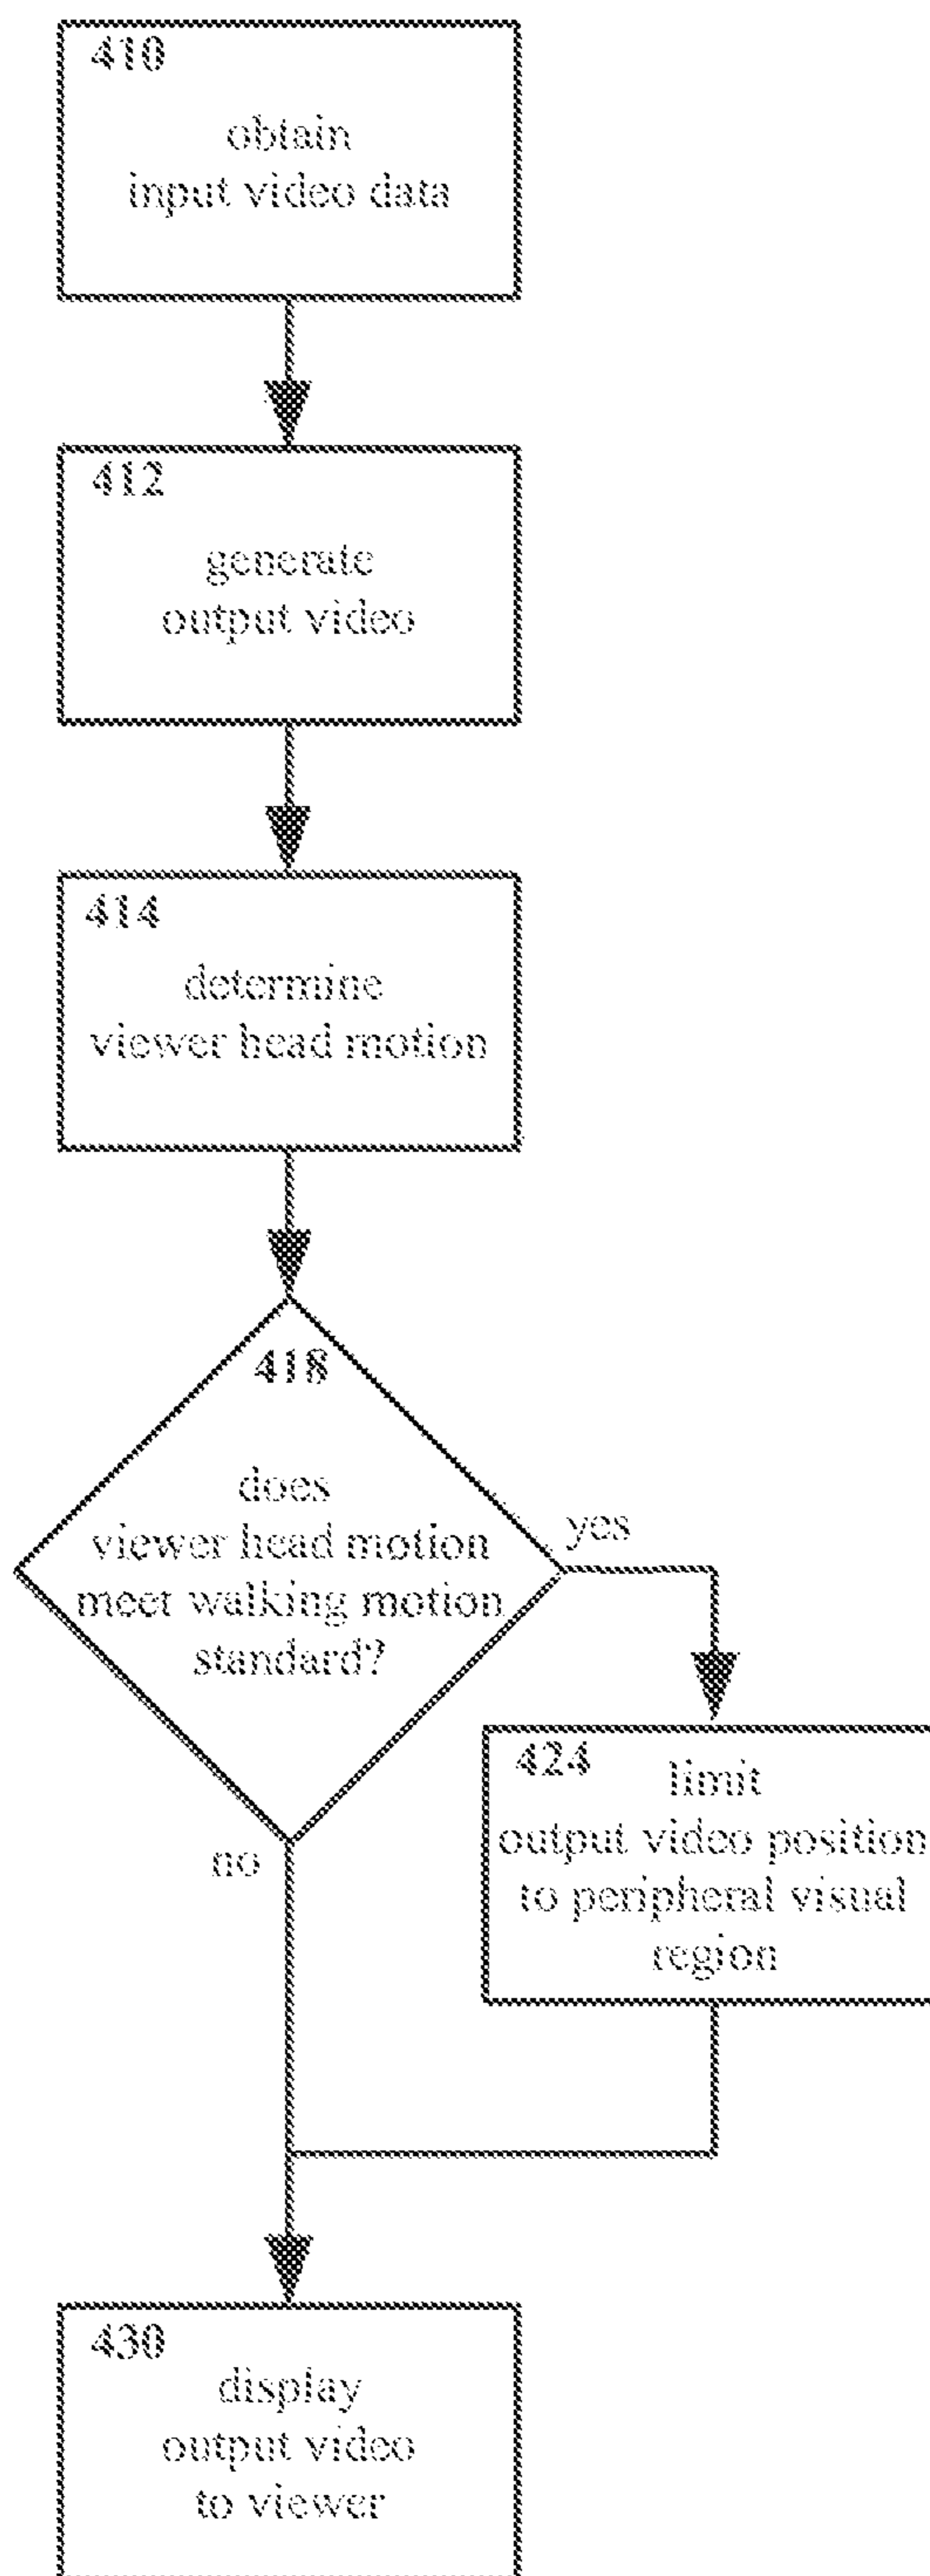 410
obtain
input video data
412
generate
output video
414
determine
viewer head motion
418
does
viewer head motion
meet walking motion
standard?
yes
no
424
limit
output video position
to peripheral visual
region
430
display
output video
to viewer